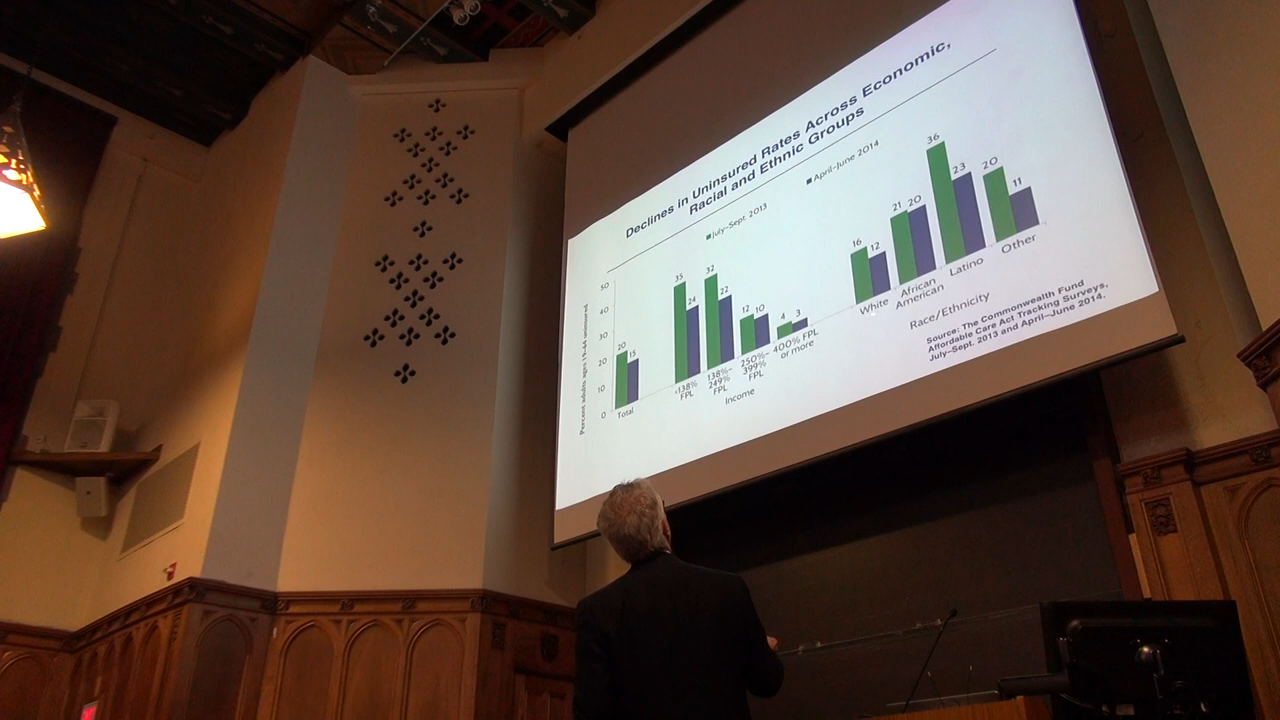 Declines in Uninsured Rates Across Economic,
Racial and Ethnic Groups
July–Sept. 2013
April–June 2014
Percent adults ages 19–64 uninsured
50
40
30
20
10
0
20 15
35 24
32 22
12 10
4 3
16 12
21 20
36 23
20 11
Total
<138%
FPL
138%–
249%
FPL
250%–
399%
FPL
400% FPL
or more
Income
White
African
American
Latino
Other
Race/Ethnicity
Source: The Commonwealth Fund
Affordable Care Act Tracking Surveys,
July–Sept. 2013 and April–June 2014.